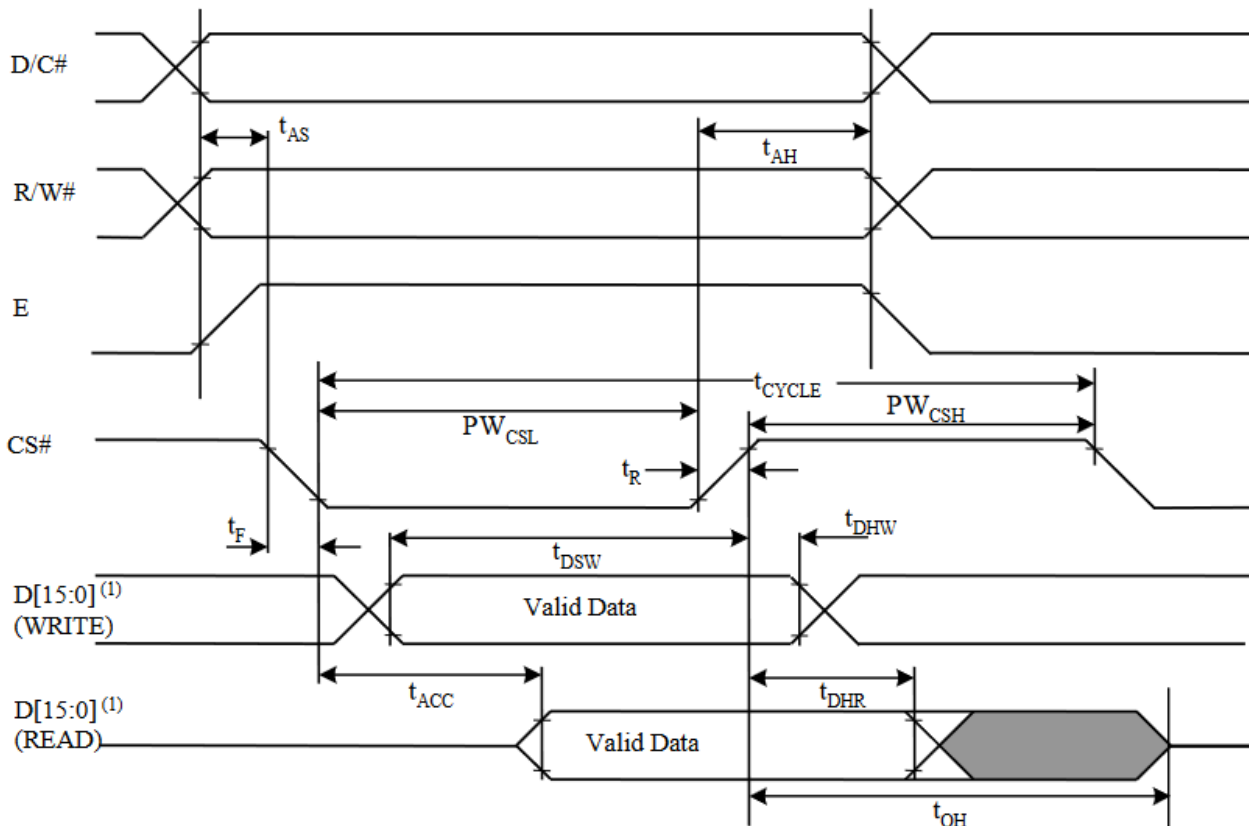 D/C#
t_AS
t_AH
R/W#
E
t_CYCLE
PW_CSL
PW_CSH
CS#
t_R
t_F
t_DHW
t_DSW
D[15:0] (1)
(WRITE)
Valid Data
t_ACC
t_DHR
D[15:0] (1)
(READ)
Valid Data
t_OH